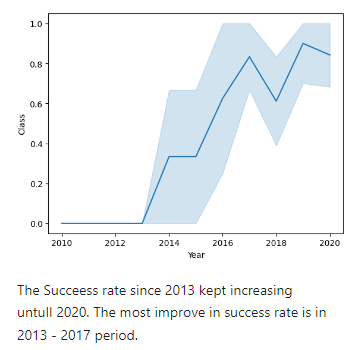 1.0
0.8
0.6
0.4
0.2
0.0
Class
2010 2012 2014 2016 2018 2020
Year
The Succeess rate since 2013 kept increasing
untull 2020. The most improve in success rate is in
2013 - 2017 period.